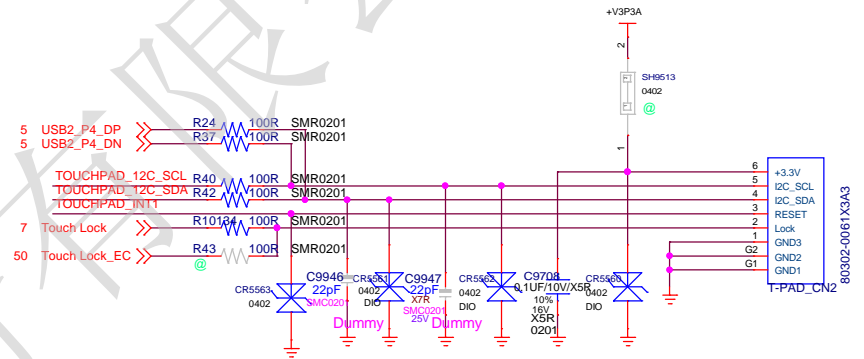 +V3P3A
2
SH9513
0402
@
1
5 USB2_P4_DP R24 100R SMR0201
5 USB2_P4_DN R37 100R SMR0201
TOUCHPAD_12C_SCL R40 100R SMR0201
TOUCHPAD_12C_SDA R42 100R SMR0201
TOUCHPAD_INT1
7 Touch Lock R10134 100R SMR0201
50 Touch Lock_EC R43 100R SMR0201
@
6 +3.3V
5 I2C_SCL
4 I2C_SDA
3 RESET
2 Lock
1 GND3
G2 GND2
G1 GND1
T-PAD_CN2
80302-0061X3A3
CR5563
0402
C9946
22pF
SMC020
Dummy
CR5561
0402
DIO
C9947
22pF
X7R
SMC0201
25V
Dummy
CR5562
0402
DIO
C9708
0.1UF/10V/X5R
10%
16V
X5R
0201
CR5560
0402
DIO